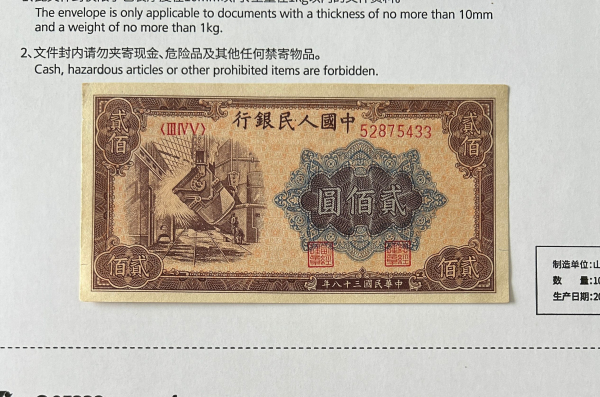 The envelope is only applicable to documents with a thickness of no more than 10mm
and a weight of no more than 1kg.
2、文件封内请勿夹寄现金、危险品及其他任何禁寄物品。
Cash, hazardous articles or other prohibited items are forbidden.
貳佰
行銀民人國中
貳佰
〈ⅢⅣⅤ〉
52875433
圓佰貳
佰貳
年八十三國民華中
佰貳
制造单位:山
数 量:10
生产日期:20